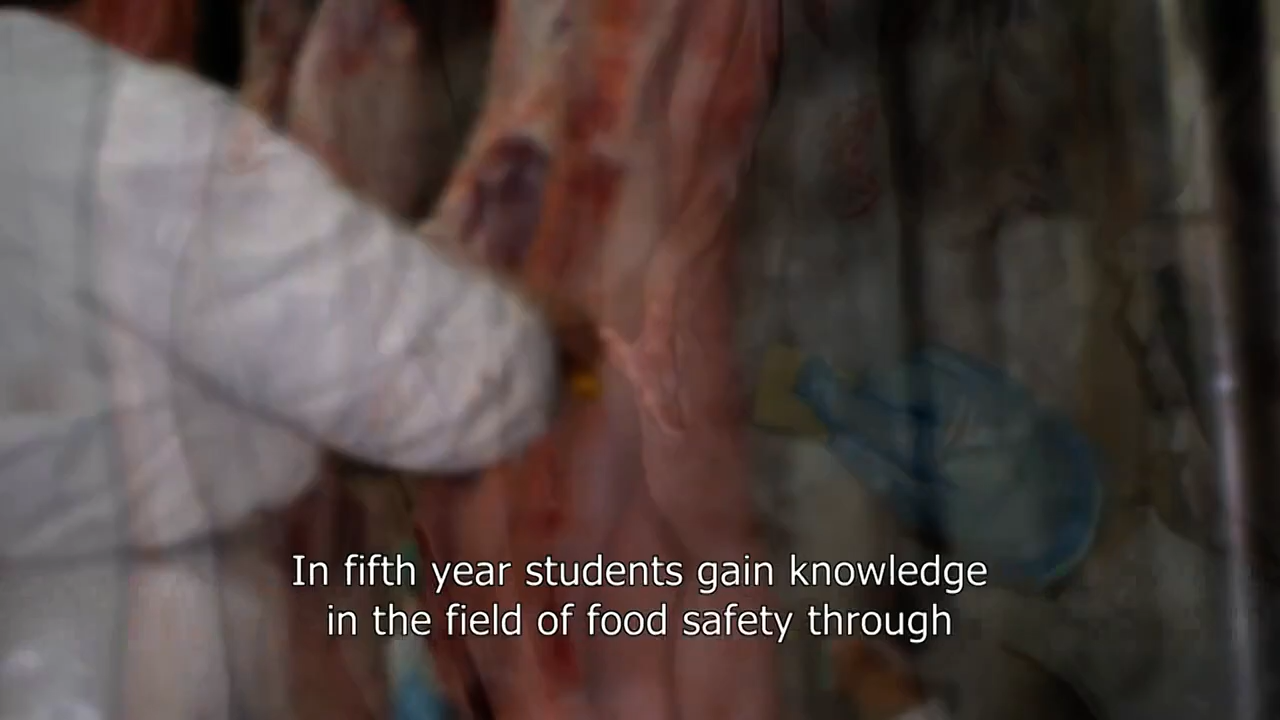 In fifth year students gain knowledge
in the field of food safety through